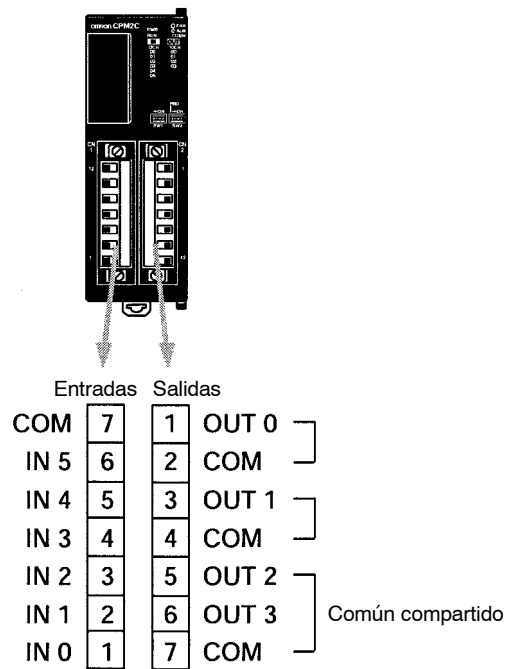 omron CPM2C
Entradas Salidas
COM 7 1 OUT 0
IN 5 6 2 COM
IN 4 5 3 OUT 1
IN 3 4 4 COM
IN 2 3 5 OUT 2
IN 1 2 6 OUT 3 Común compartido
IN 0 1 7 COM